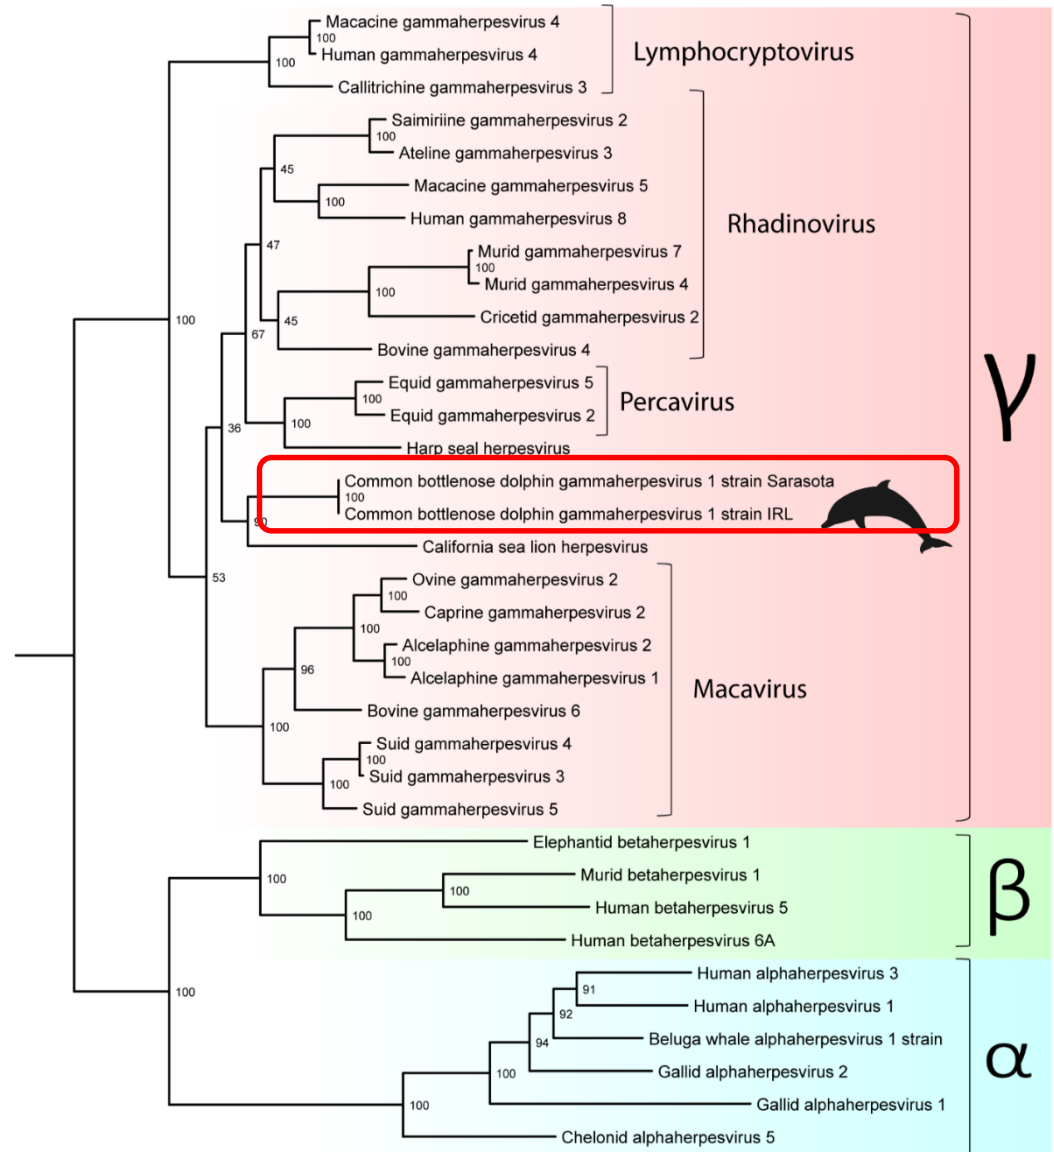 Macacine gammaherpesvirus 4
100
Human gammaherpesvirus 4
100
Callitrichine gammaherpesvirus 3
Lymphocryptovirus
Saimiriine gammaherpesvirus 2
100
Ateline gammaherpesvirus 3
45
Macacine gammaherpesvirus 5
100
Human gammaherpesvirus 8
Rhadinovirus
47
Murid gammaherpesvirus 7
100
Murid gammaherpesvirus 4
100
Cricetid gammaherpesvirus 2
45
67
Bovine gammaherpesvirus 4
100
Equid gammaherpesvirus 5
100
Equid gammaherpesvirus 2
Percavirus
100
36
Harp seal herpesvirus
Common bottlenose dolphin gammaherpesvirus 1 strain Sarasota
100
Common bottlenose dolphin gammaherpesvirus 1 strain IRL
90
California sea lion herpesvirus
53
Ovine gammaherpesvirus 2
100
Caprine gammaherpesvirus 2
100
Alcelaphine gammaherpesvirus 2
100
Alcelaphine gammaherpesvirus 1
96
Macavirus
Bovine gammaherpesvirus 6
100
Suid gammaherpesvirus 4
100
Suid gammaherpesvirus 3
100
Suid gammaherpesvirus 5
γ
Elephantid betaherpesvirus 1
100
Murid betaherpesvirus 1
100
Human betaherpesvirus 5
100
Human betaherpesvirus 6A
β
100
Human alphaherpesvirus 3
91
Human alphaherpesvirus 1
92
Beluga whale alphaherpesvirus 1 strain
94
Gallid alphaherpesvirus 2
100
Gallid alphaherpesvirus 1
100
Chelonid alphaherpesvirus 5
α